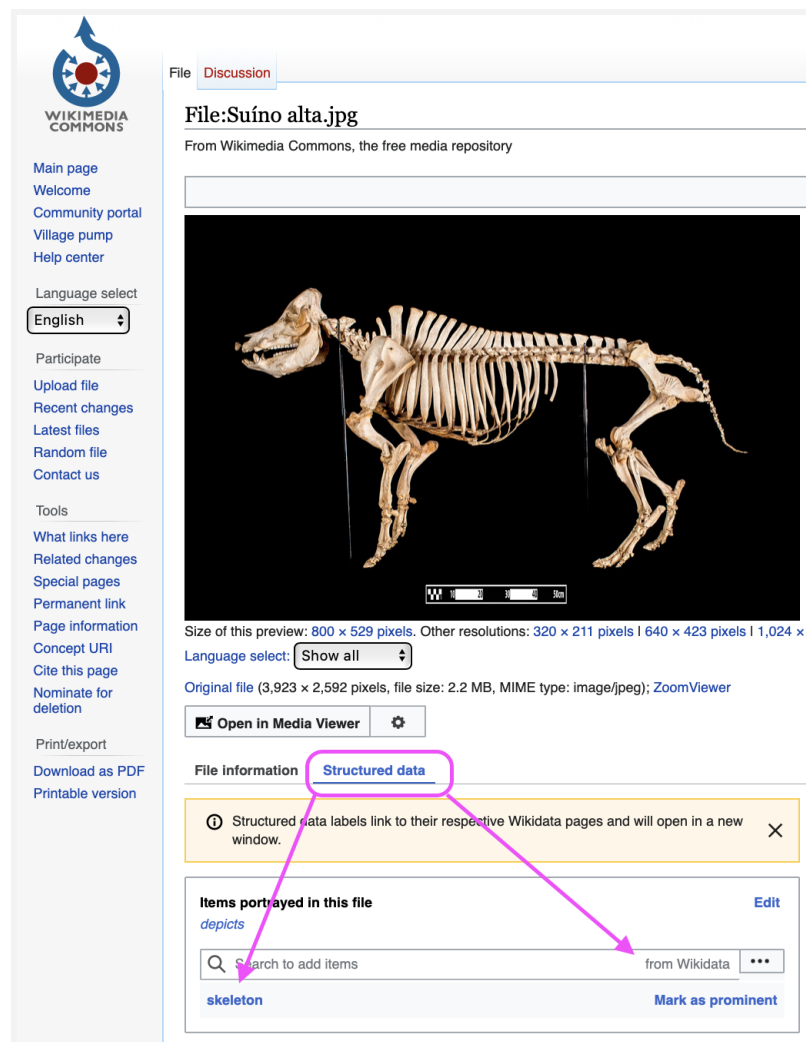 WIKIMEDIA
COMMONS
Main page
Welcome
Community portal
Village pump
Help center
Language select
English
Participate
Upload file
Recent changes
Latest files
Random file
Contact us
Tools
What links here
Related changes
Special pages
Permanent link
Page information
Concept URI
Cite this page
Nominate for
deletion
Print/export
Download as PDF
Printable version
File Discussion
File:Suíno alta.jpg
From Wikimedia Commons, the free media repository
10 20 30 40 50cm
Size of this preview: 800 × 529 pixels. Other resolutions: 320 × 211 pixels | 640 × 423 pixels | 1,024 ×
Language select: Show all
Original file (3,923 × 2,592 pixels, file size: 2.2 MB, MIME type: image/jpeg); ZoomViewer
Open in Media Viewer
File information Structured data
Structured data labels link to their respective Wikidata pages and will open in a new
window.
Items portrayed in this file Edit
depicts
Search to add items from Wikidata •••
skeleton Mark as prominent